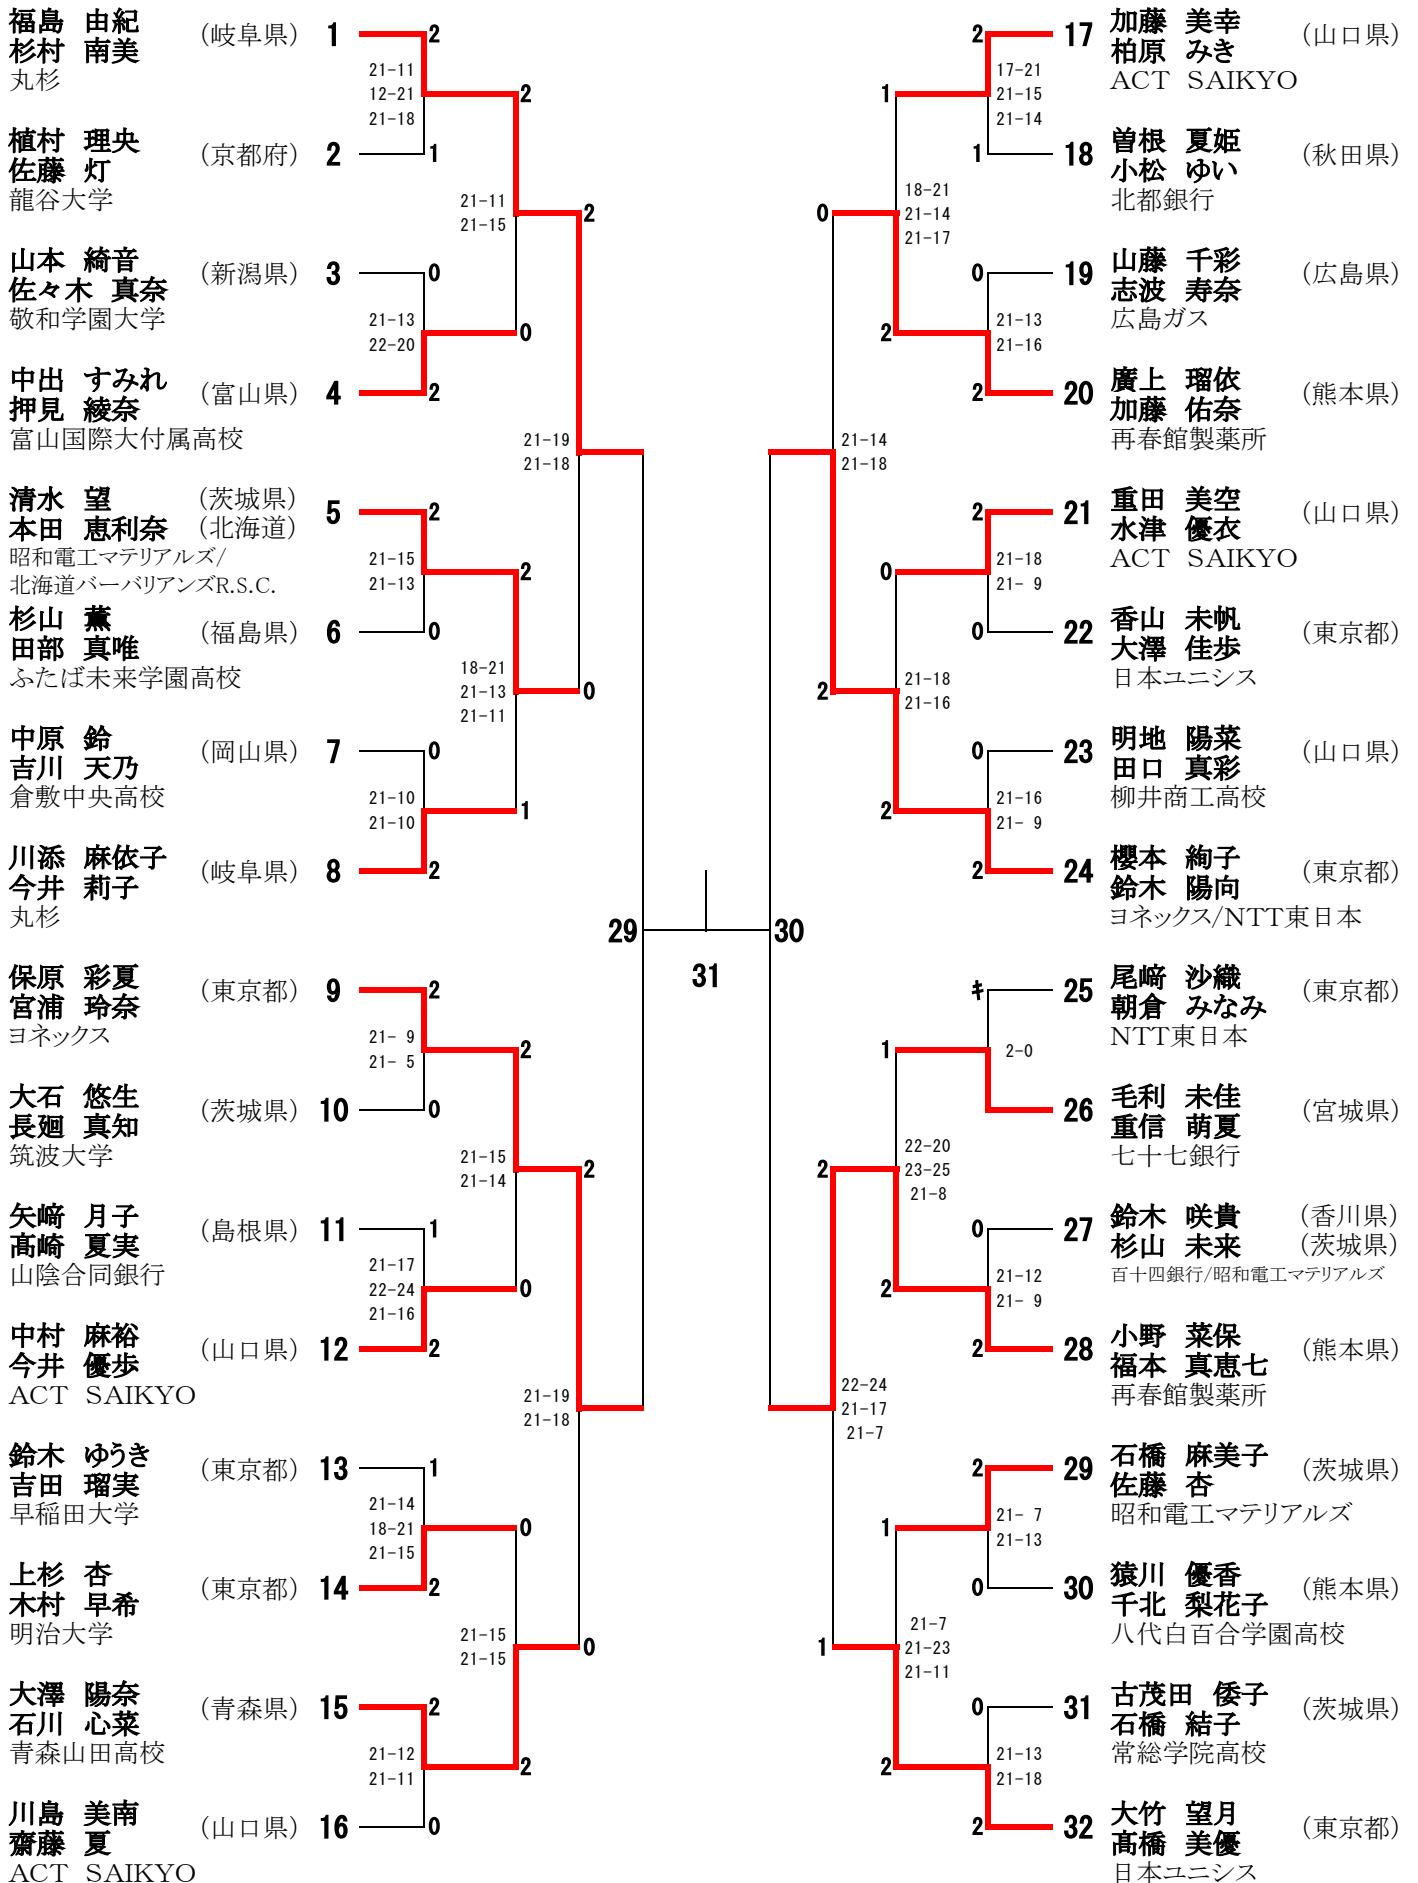 福島 由紀
杉村 南美
丸杉
(岐阜県) 1
2
21-11
12-21
21-18
2
植村 理央
佐藤 灯
龍谷大学
(京都府) 2
1
21-11
21-15
2
山本 綺音
佐々木 真奈
敬和学園大学
(新潟県) 3
0
21-13
22-20
0
中出 すみれ
押見 綾奈
富山国際大付属高校
(富山県) 4
2
21-19
21-18
清水 望 (茨城県)
本田 恵利奈 (北海道)
昭和電工マテリアルズ/
北海道バーバリアンズR.S.C.
5
2
21-15
21-13
2
杉山 薫
田部 真唯
ふたば未来学園高校
(福島県) 6
0
18-21
21-13
21-11
0
中原 鈴
吉川 天乃
倉敷中央高校
(岡山県) 7
0
21-10
21-10
1
川添 麻依子
今井 莉子
丸杉
(岐阜県) 8
2
29
保原 彩夏
宮浦 玲奈
ヨネックス
(東京都) 9
2
21- 9
21- 5
2
大石 悠生
長廻 真知
筑波大学
(茨城県) 10
0
21-15
21-14
2
矢﨑 月子
髙崎 夏実
山陰合同銀行
(島根県) 11
1
21-17
22-24
21-16
0
中村 麻裕
今井 優歩
ACT SAIKYO
(山口県) 12
2
21-19
21-18
鈴木 ゆうき
吉田 瑠実
早稲田大学
(東京都) 13
1
21-14
18-21
21-15
0
上杉 杏
木村 早希
明治大学
(東京都) 14
2
21-15
21-15
0
大澤 陽奈
石川 心菜
青森山田高校
(青森県) 15
2
21-12
21-11
2
川島 美南
齋藤 夏
ACT SAIKYO
(山口県) 16
0
31
2
17
加藤 美幸
柏原 みき
ACT SAIKYO
(山口県)
17-21
21-15
21-14
1
1
18
曽根 夏姫
小松 ゆい
北都銀行
(秋田県)
18-21
21-14
21-17
0
0
19
山藤 千彩
志波 寿奈
広島ガス
(広島県)
21-13
21-16
2
2
20
廣上 瑠依
加藤 佑奈
再春館製薬所
(熊本県)
21-14
21-18
2
21
重田 美空
水津 優衣
ACT SAIKYO
(山口県)
21-18
21- 9
0
0
22
香山 未帆
大澤 佳歩
日本ユニシス
(東京都)
21-18
21-16
2
0
23
明地 陽菜
田口 真彩
柳井商工高校
(山口県)
21-16
21- 9
2
2
24
櫻本 絢子
鈴木 陽向
ヨネックス/NTT東日本
(東京都)
30
キ
25
尾﨑 沙織
朝倉 みなみ
NTT東日本
(東京都)
2-0
1
26
毛利 未佳
重信 萌夏
七十七銀行
(宮城県)
22-20
23-25
21-8
2
0
27
鈴木 咲貴 (香川県)
杉山 未来 (茨城県)
百十四銀行/昭和電工マテリアルズ
21-12
21- 9
2
2
28
小野 菜保
福本 真恵七
再春館製薬所
(熊本県)
22-24
21-17
21-7
2
29
石橋 麻美子
佐藤 杏
昭和電工マテリアルズ
(茨城県)
21- 7
21-13
1
0
30
猿川 優香
千北 梨花子
八代白百合学園高校
(熊本県)
21-7
21-23
21-11
1
0
31
古茂田 倭子
石橋 結子
常総学院高校
(茨城県)
21-13
21-18
2
2
32
大竹 望月
髙橋 美優
日本ユニシス
(東京都)